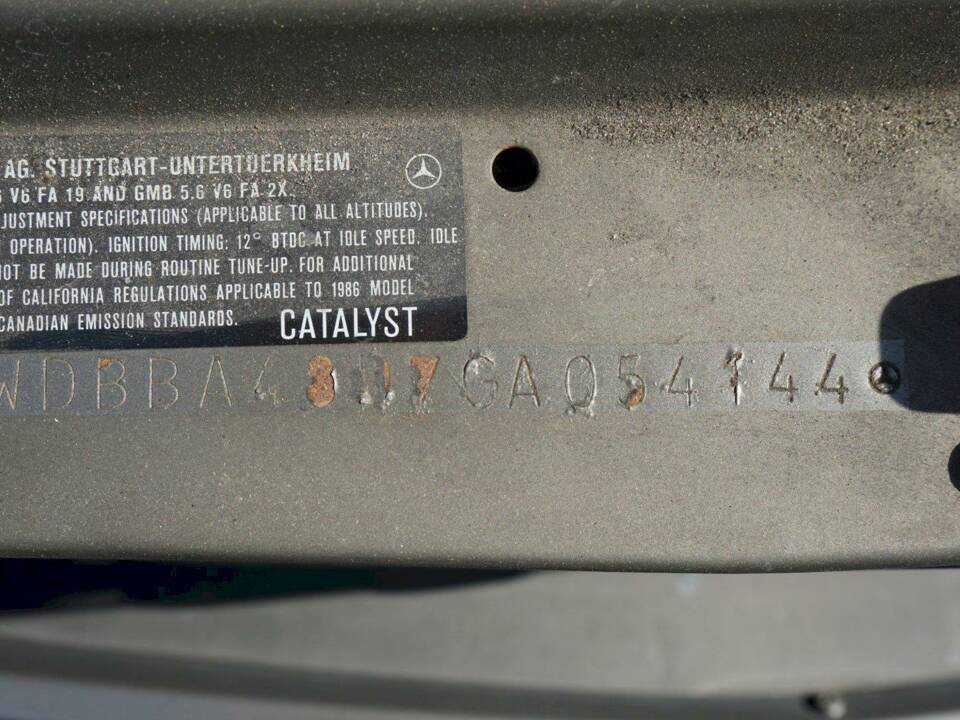 AG. STUTTGART-UNTERTUERKHEIM
V6 FA 19 AND GMB 5.6 V6 FA 2X
JUSTMENT SPECIFICATIONS (APPLICABLE TO ALL ALTITUDES).
OPERATION). IGNITION TIMING: 12° BTDC AT IDLE SPEED. IDLE
NOT BE MADE DURING ROUTINE TUNE-UP. FOR ADDITIONAL
OF CALIFORNIA REGULATIONS APPLICABLE TO 1986 MODEL
CANADIAN EMISSION STANDARDS. CATALYST
WDBBA48D7GA054144